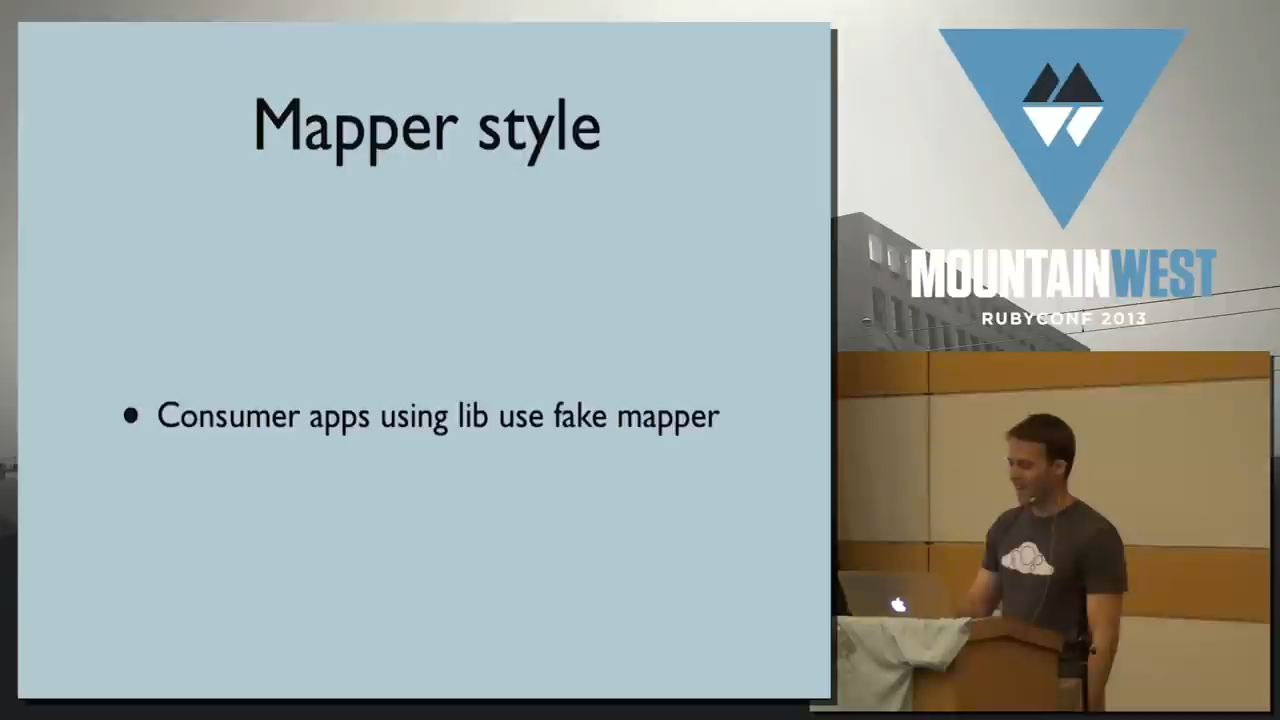 Mapper style
• Consumer apps using lib use fake mapper
MOUNTAINWEST
RUBYCONF 2013